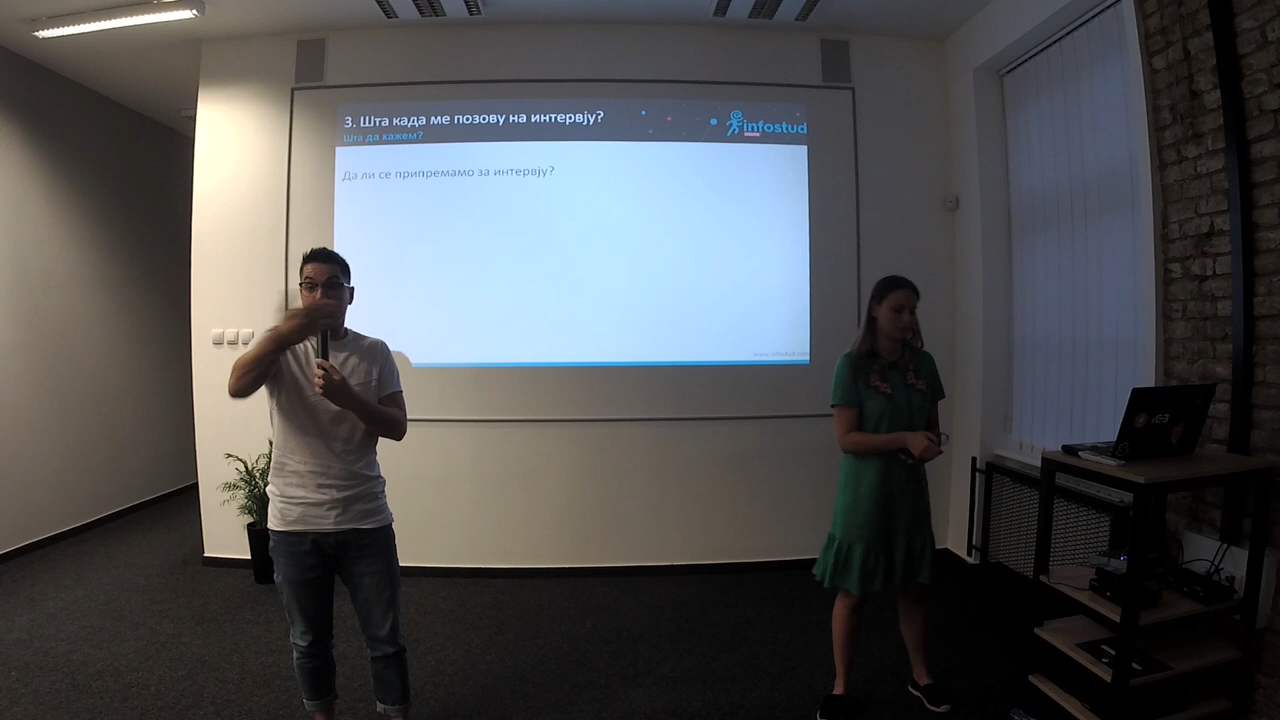 3. Шта када ме позову на интервју?
Шта да кажем?
infostud
Да ли се припремамо за интервју?
www.infostud.com